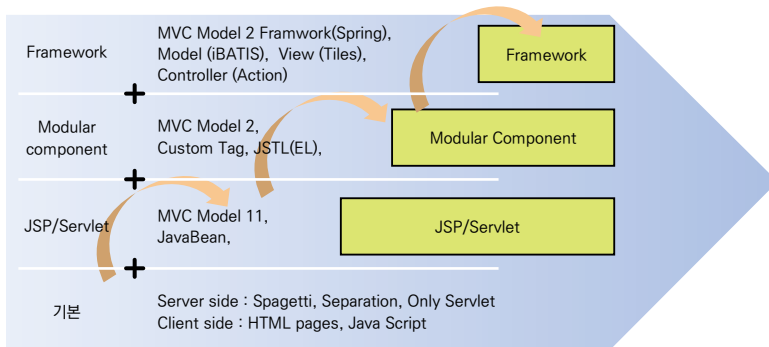 Framework
MVC Model 2 Framwork(Spring),
Model (iBATIS), View (Tiles),
Controller (Action)
Framework
Modular
component
MVC Model 2,
Custom Tag, JSTL(EL),
Modular Component
JSP/Servlet
MVC Model 11,
JavaBean,
JSP/Servlet
기본
Server side : Spagetti, Separation, Only Servlet
Client side : HTML pages, Java Script